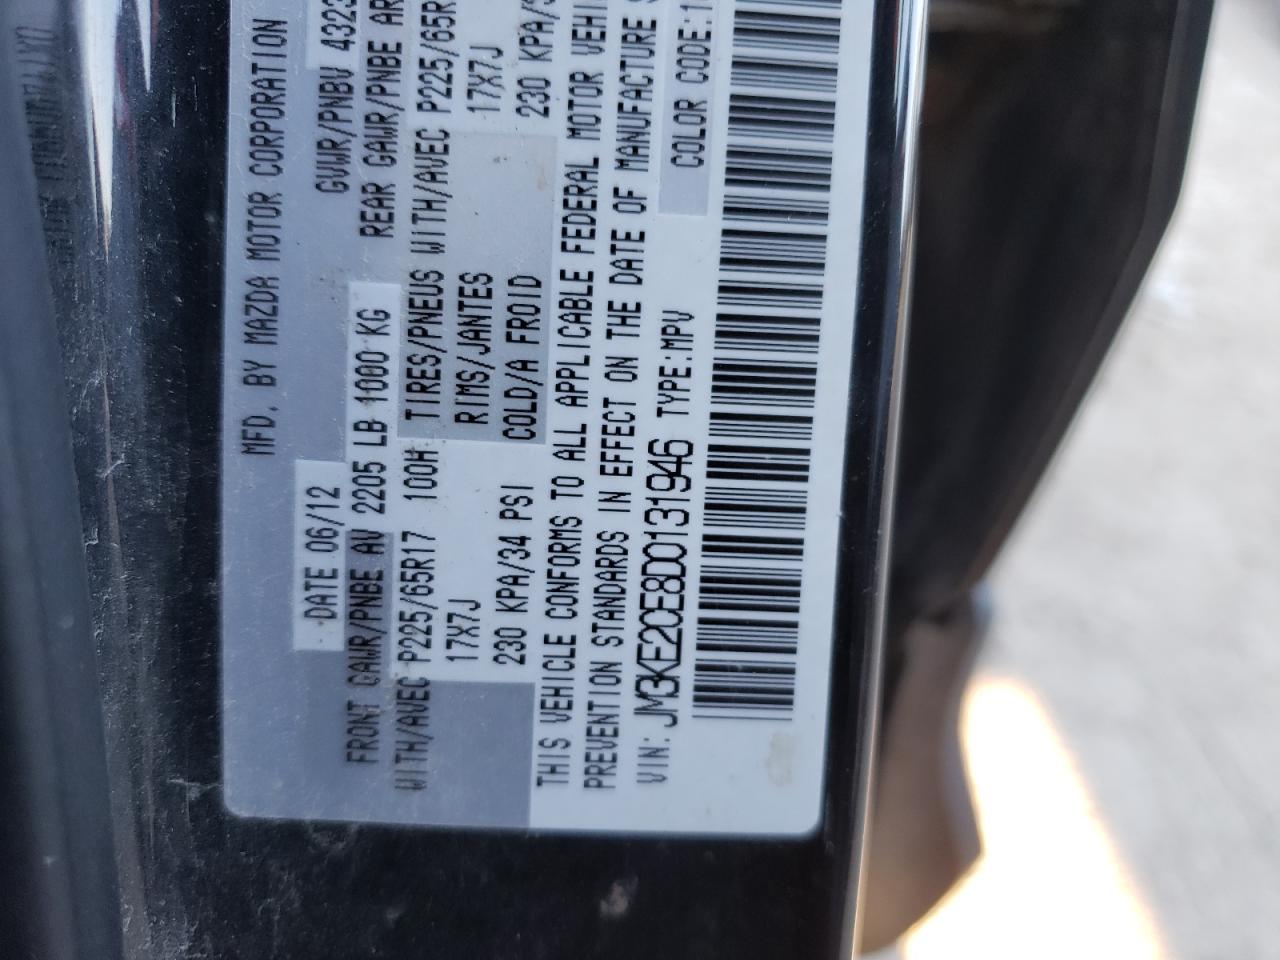 MFD. BY MAZDA MOTOR CORPORATION
DATE 06/12
GVWR/PNBV 4323
FRONT GAWR/PNBE AV 2205 LB 1000 KG
REAR GAWR/PNBE AR
WITH/AVEC P225/65R17 100H
TIRES/PNEUS WITH/AVEC P225/65R
17X7J RIMS/JANTES 17X7J
230 KPA/34 PSI COLD/A FROID 230 KPA/3
THIS VEHICLE CONFORMS TO ALL APPLICABLE FEDERAL MOTOR VEHI
PREVENTION STANDARDS IN EFFECT ON THE DATE OF MANUFACTURE S
VIN: JM3KE2CE8D0131946 TYPE:MPV COLOR CODE: